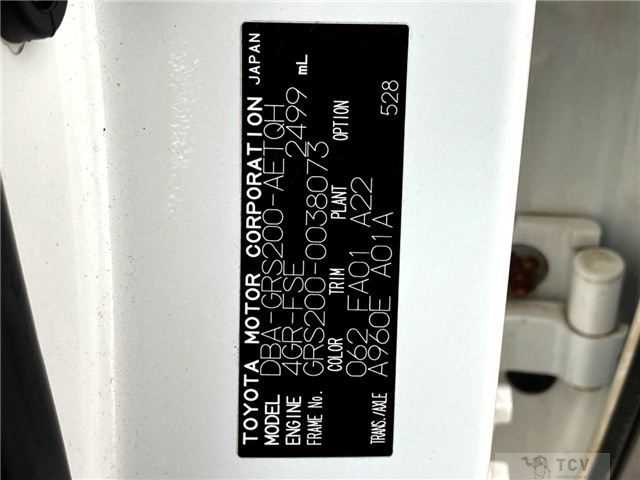 TOYOTA MOTOR CORPORATION JAPAN
MODEL DBA-GRS200-AETQH
ENGINE 4GR-FSE 2499 mL
FRAME No. GRS200-0038073
COLOR TRIM PLANT OPTION
062 FA01 A22 528
TRANS./AXLE A960E A01A
TCV